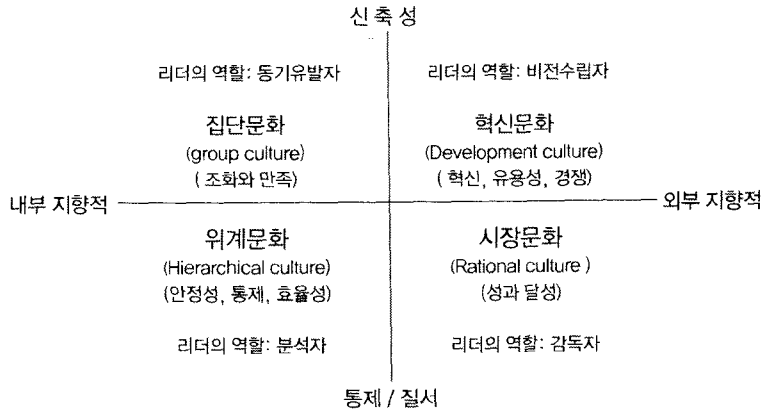 신 축 성
리더의 역할: 동기유발자
리더의 역할: 비전수립자
집단문화
(group culture)
( 조화와 만족)
혁신문화
(Development culture)
( 혁신, 유용성, 경쟁)
내부 지향적
외부 지향적
위계문화
(Hierarchical culture)
(안정성, 통제, 효율성)
시장문화
(Rational culture )
(성과 달성)
리더의 역할: 분석자
리더의 역할: 감독자
통제 / 질서